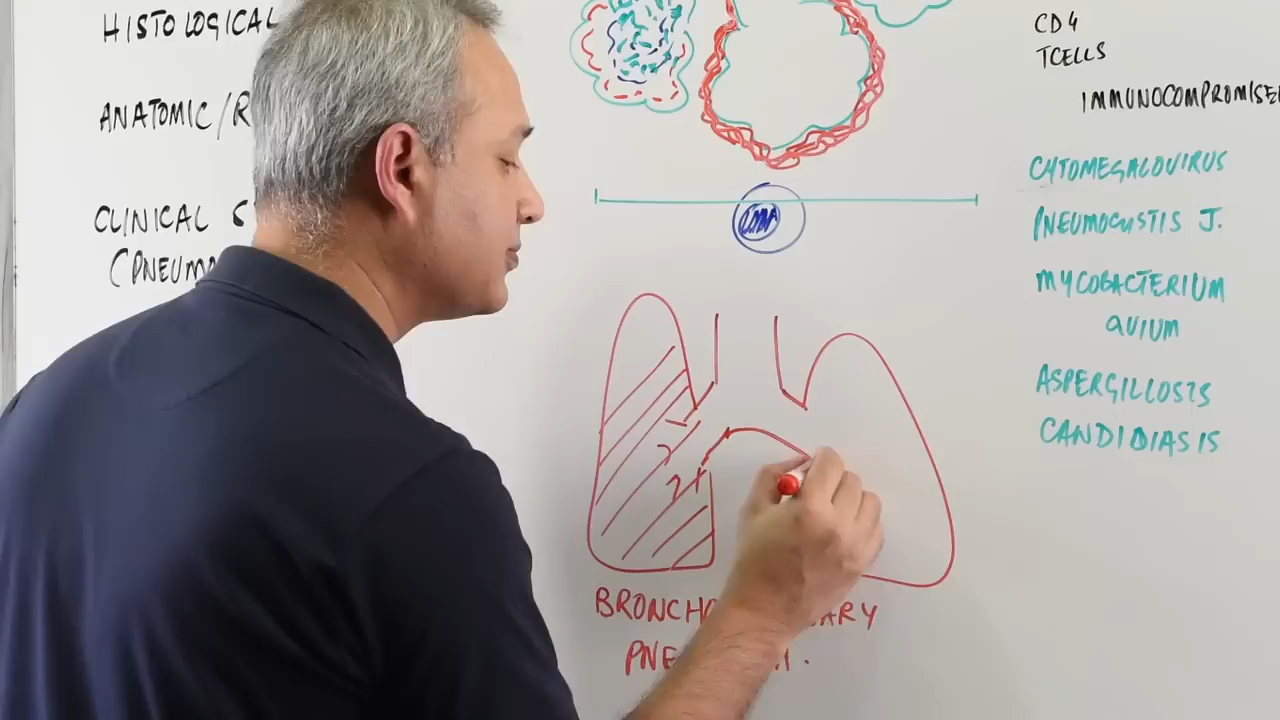 HISTOLOGICAL
ANATOMIC/R
CLINICAL S
(PNEUM
CD4
TCELLS
IMMUNOCOMPROMISE
CYTOMEGALOVIRUS
PNEUMOCYSTIS J.
MYCOBACTERIUM
AVIUM
ASPERGILLOSIS
CANDIDIASIS
BRONCHO ARY
PNE